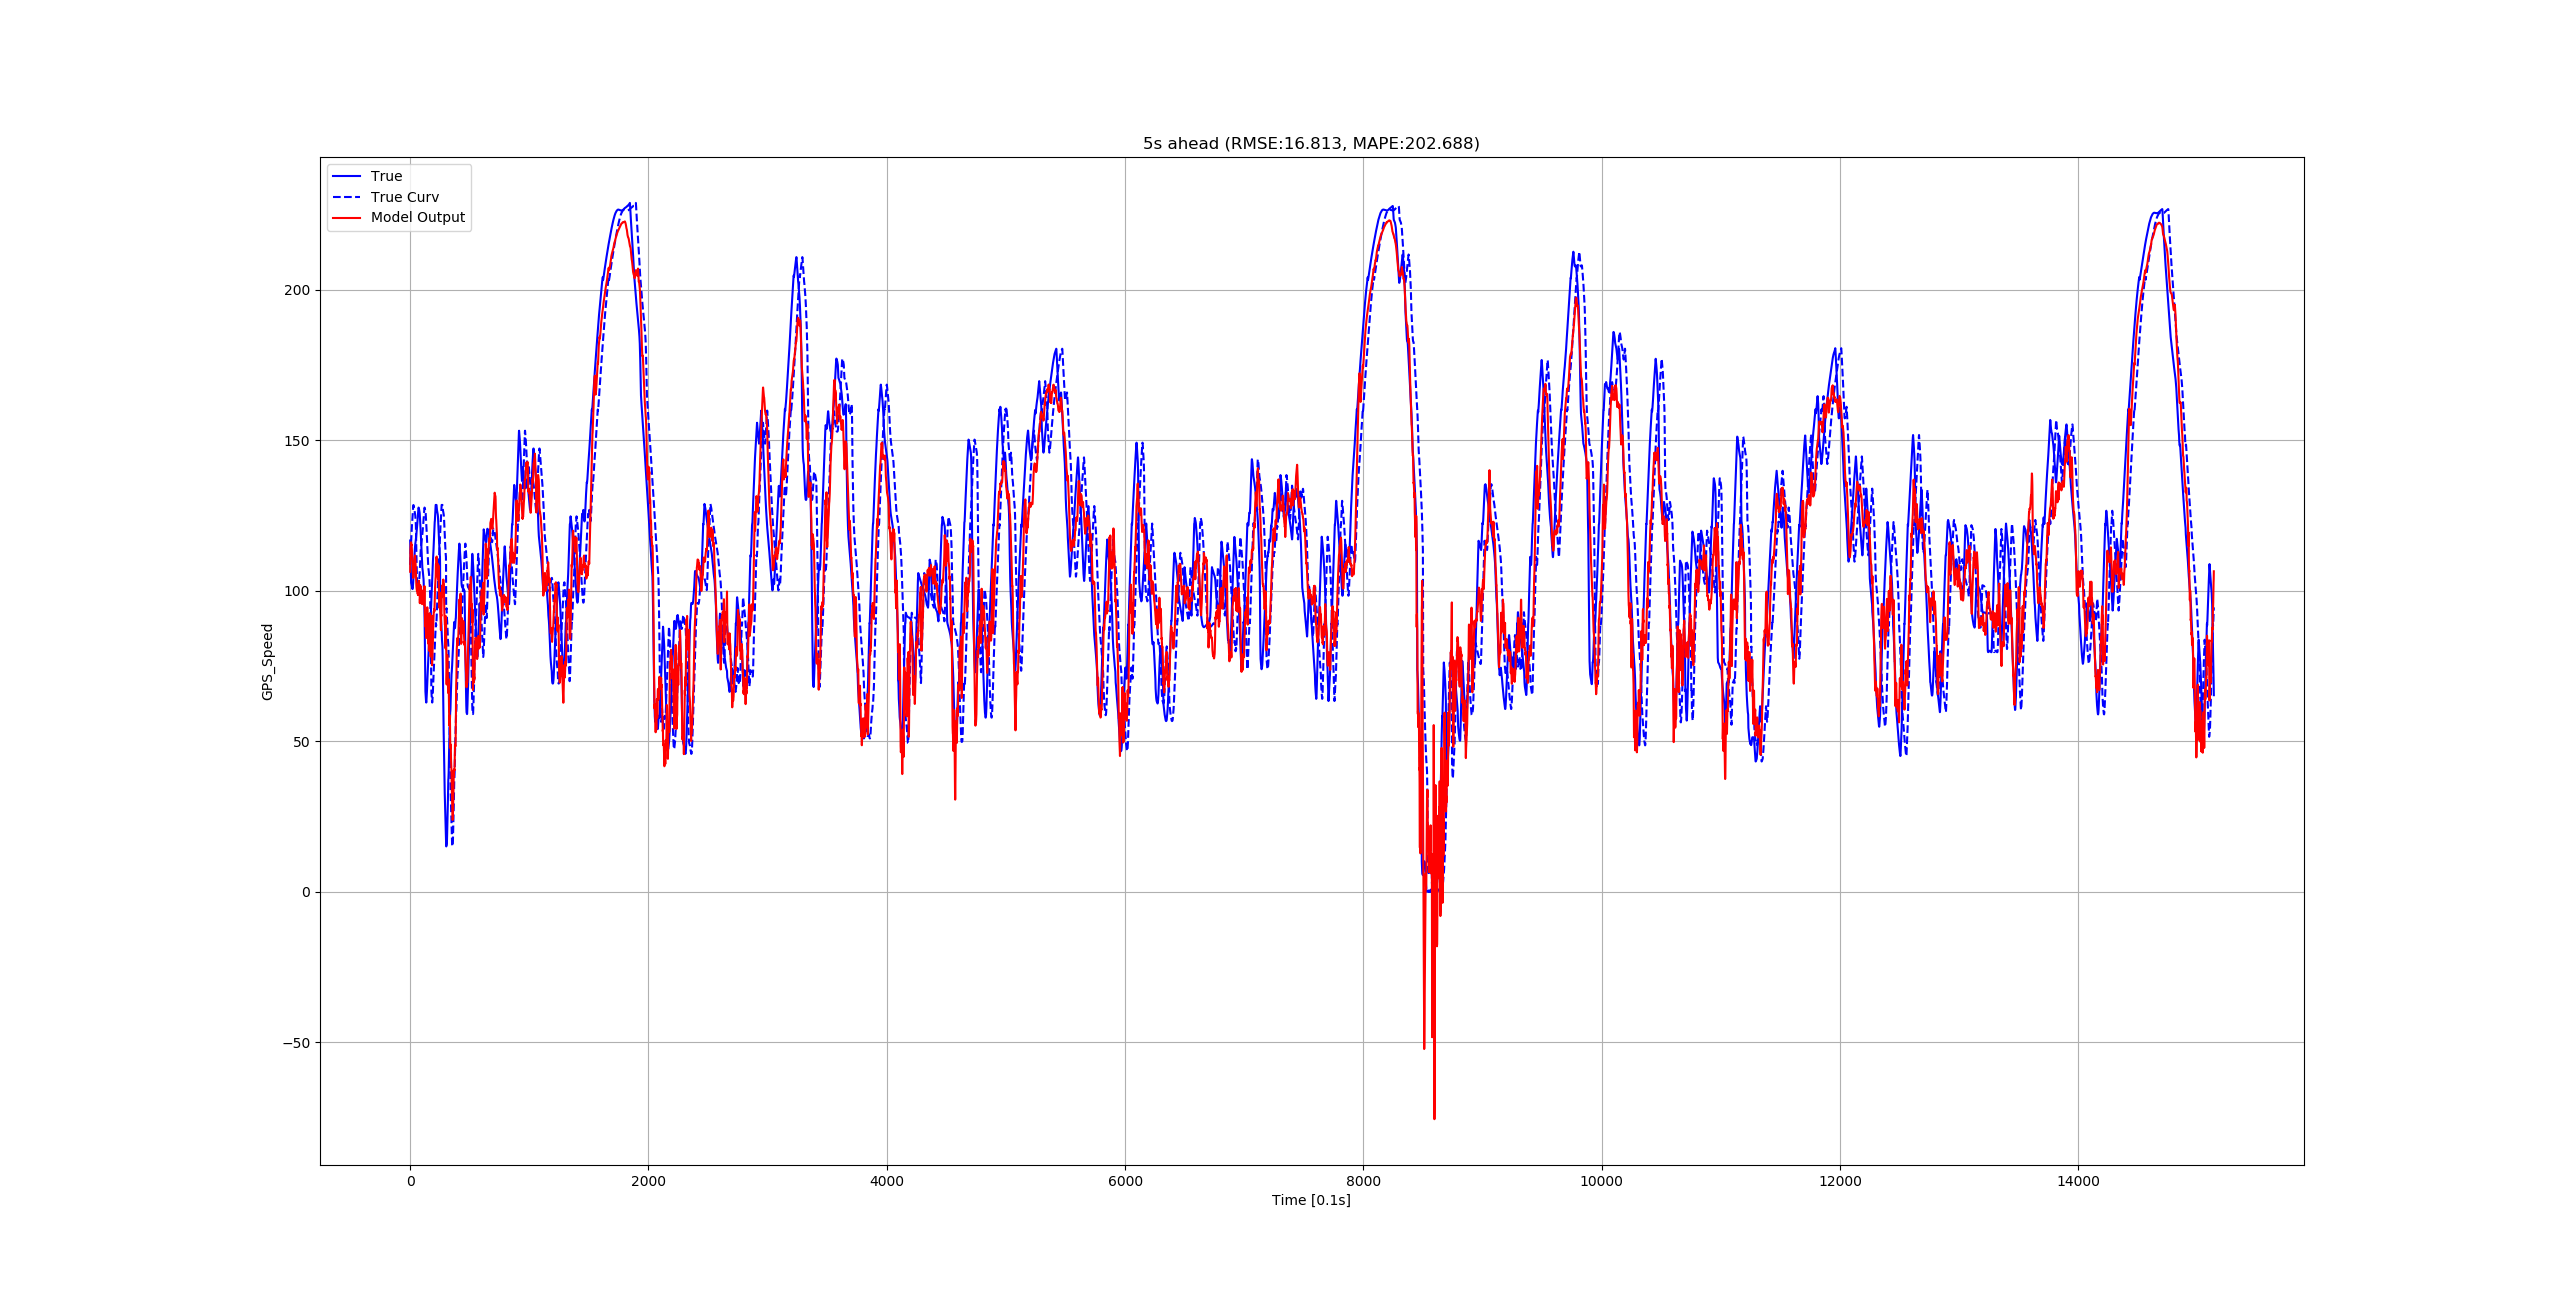 5s ahead (RMSE:16.813, MAPE:202.688)
True
True Curv
Model Output
200
150
100
50
0
−50
GPS_Speed
0 2000 4000 6000 8000 10000 12000 14000
Time [0.1s]